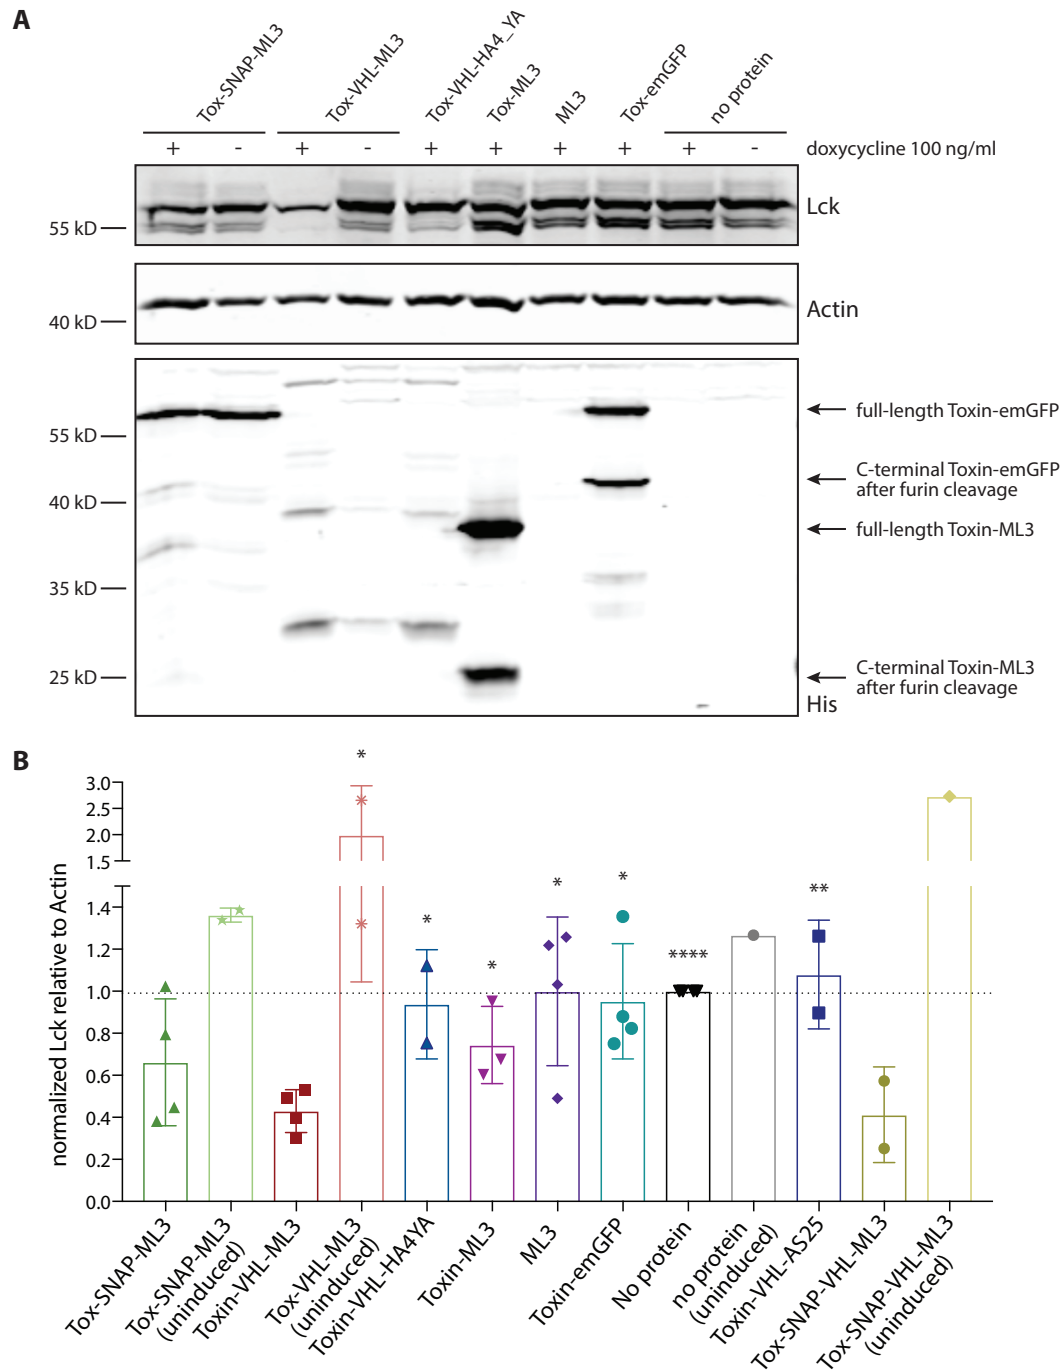 A
Tox-SNAP-ML3
Tox-VHL-ML3
Tox-VHL-HA4_YA
Tox-ML3
ML3
Tox-emGFP
no protein
+ - + - + + + + + - doxycycline 100 ng/ml
Lck
55 kD
Actin
40 kD
full-length Toxin-emGFP
55 kD
C-terminal Toxin-emGFP
after furin cleavage
40 kD
full-length Toxin-ML3
35 kD
25 kD
C-terminal Toxin-ML3
after furin cleavage
His
B
normalized Lck relative to Actin
3.0
2.5
2.0
1.5
1.4
1.2
1.0
0.8
0.6
0.4
0.2
0.0
*
*
*
*
*
****
**
Tox-SNAP-ML3
Tox-SNAP-ML3
(uninduced)
Toxin-VHL-ML3
Tox-VHL-ML3
(uninduced)
Toxin-VHL-HA4YA
Toxin-ML3
ML3
Toxin-emGFP
No protein
no protein
(uninduced)
Toxin-VHL-AS25
Tox-SNAP-VHL-ML3
Tox-SNAP-VHL-ML3
(uninduced)